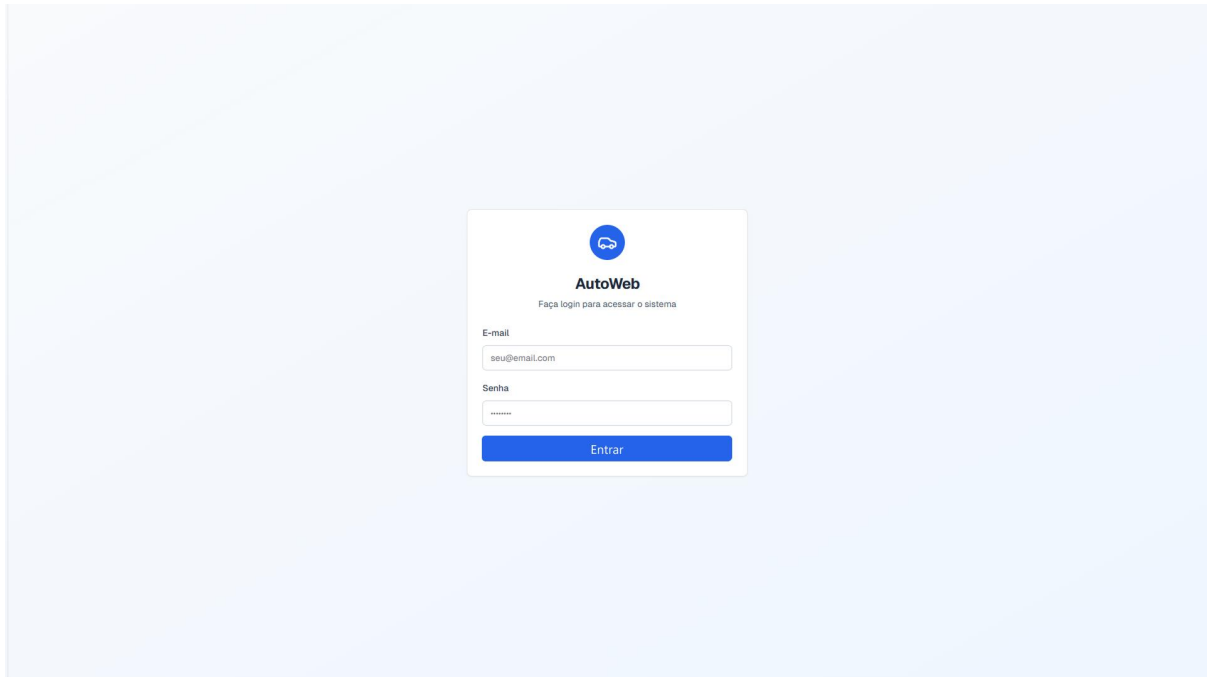 AutoWeb
Faça login para acessar o sistema
E-mail
seu@email.com
Senha
••••••••
Entrar